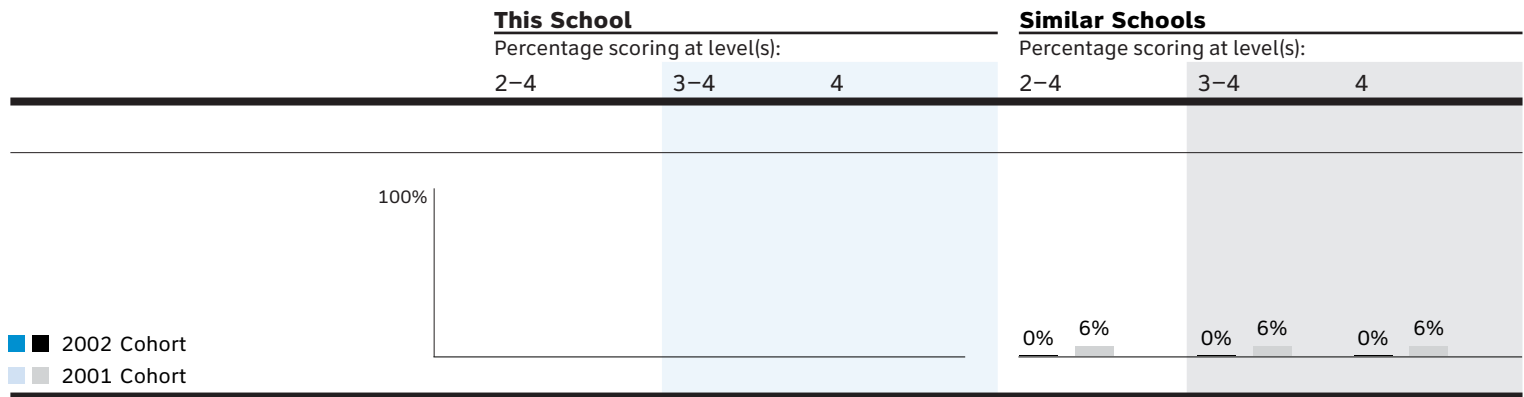 This School Similar Schools
Percentage scoring at level(s): Percentage scoring at level(s):
2–4 3–4 4 2–4 3–4 4
100%
0% 6% 0% 6% 0% 6%
2002 Cohort
2001 Cohort